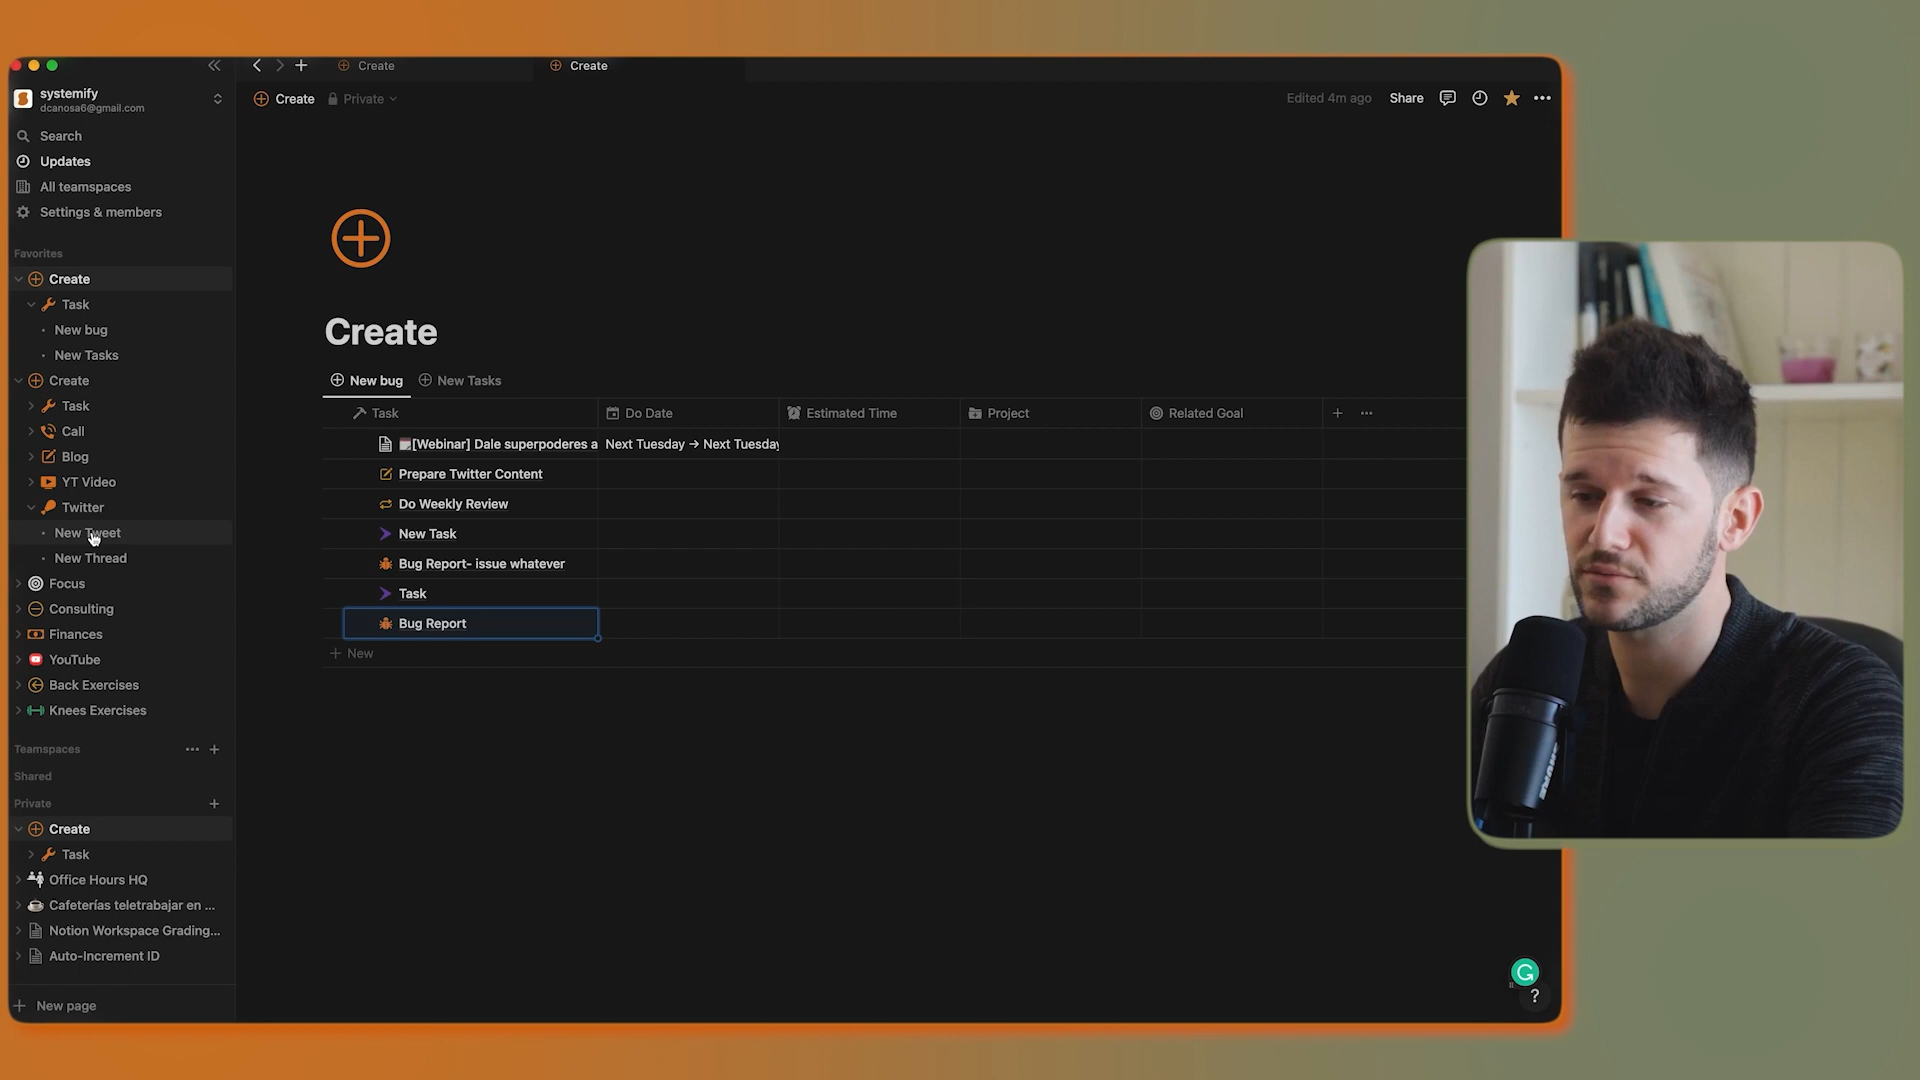 systemify
dcanosa6@gmail.com
Search
Updates
All teamspaces
Settings & members
Favorites
Create
Task
New bug
New Tasks
Create
Task
Call
Blog
YT Video
Twitter
New Tweet
New Thread
Focus
Consulting
Finances
YouTube
Back Exercises
Knees Exercises
Teamspaces
Shared
Private
Create
Task
Office Hours HQ
Cafeterías teletrabajar en ...
Notion Workspace Grading...
Auto-Increment ID
New page
Create
Create
Create Private
Edited 4m ago Share
Create
New bug New Tasks
Task Do Date Estimated Time Project Related Goal
[Webinar] Dale superpoderes a Next Tuesday → Next Tuesday
Prepare Twitter Content
Do Weekly Review
New Task
Bug Report- issue whatever
Task
Bug Report
New
SHURE
G
?